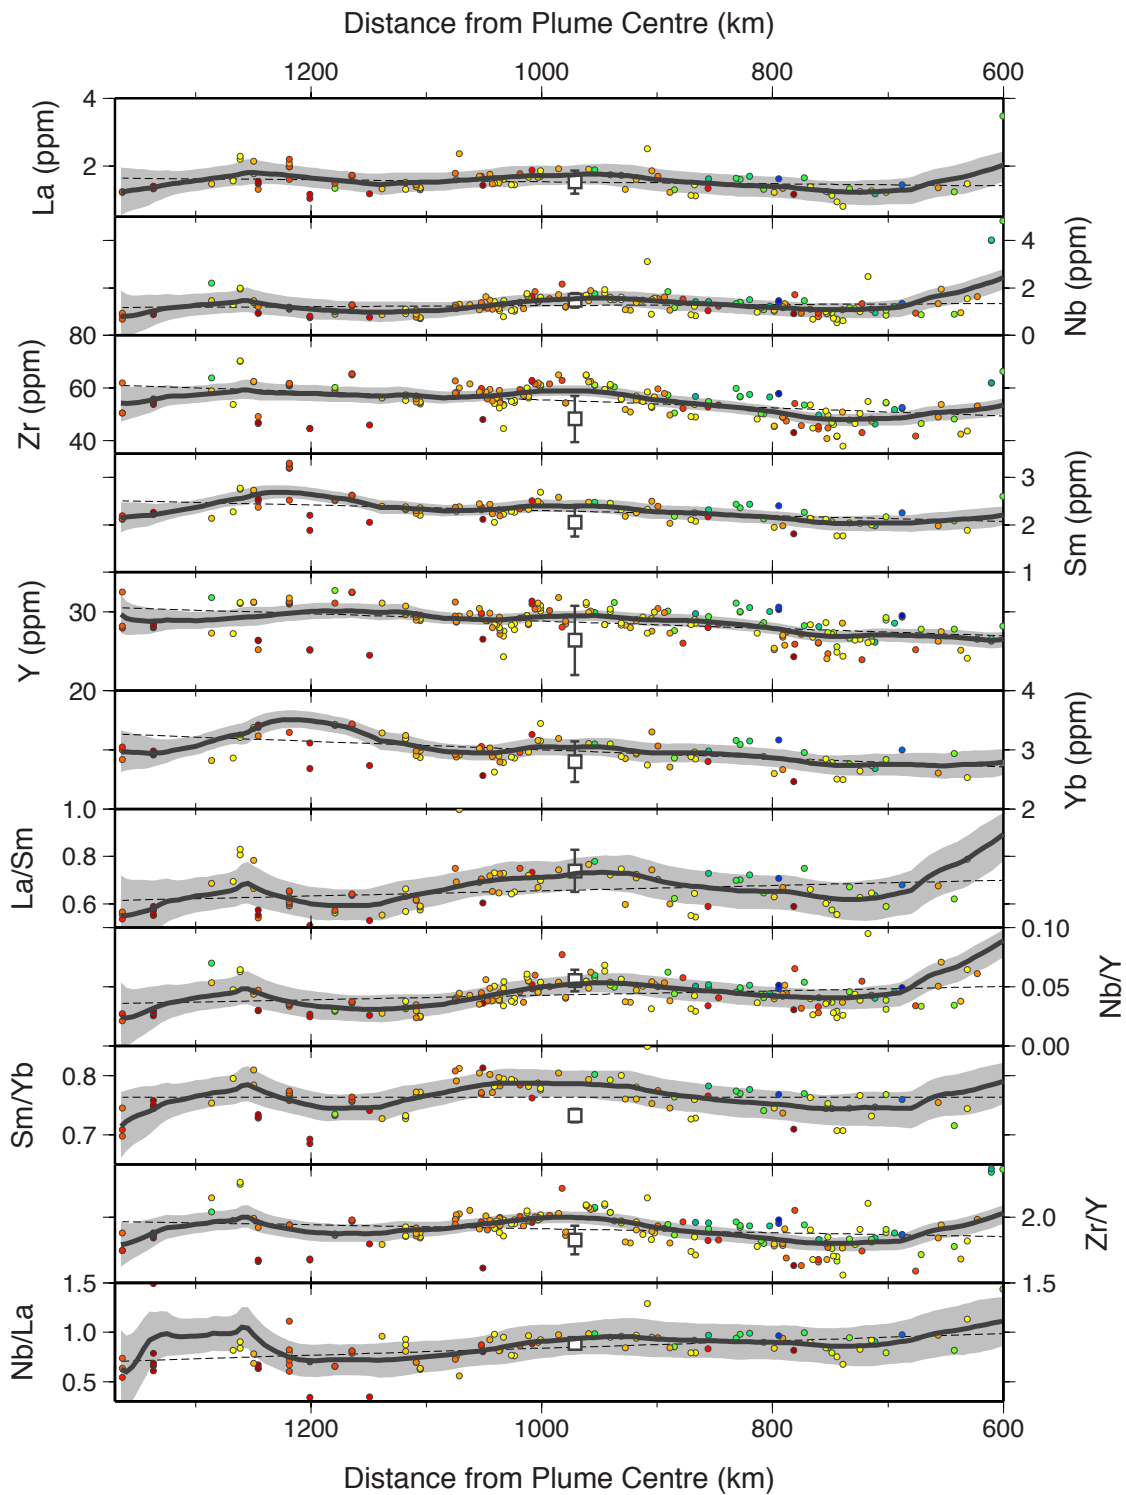 Distance from Plume Centre (km)
1200 1000 800 600
La (ppm)
4
2
Nb (ppm)
4
2
0
Zr (ppm)
80
60
40
Sm (ppm)
3
2
1
Y (ppm)
30
20
Yb (ppm)
4
3
2
La/Sm
1.0
0.8
0.6
Nb/Y
0.10
0.05
0.00
Sm/Yb
0.8
0.7
Zr/Y
2.0
1.5
Nb/La
1.5
1.0
0.5
1200 1000 800 600
Distance from Plume Centre (km)